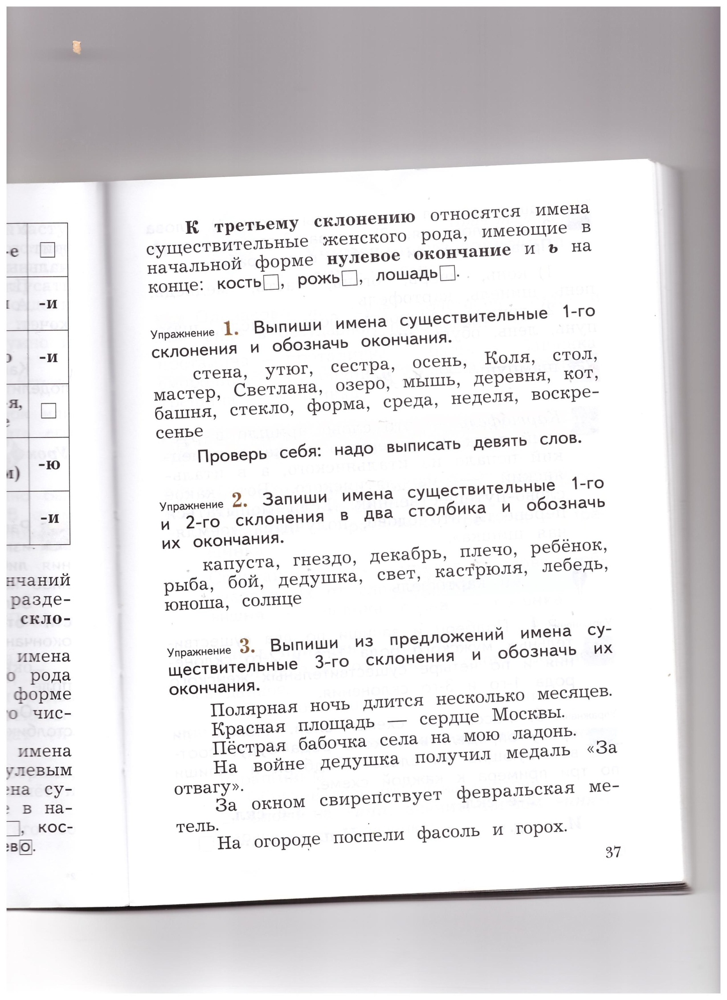 -е
-и
-и
-я,
-ю
-и
нчаний
разде-
скло-
имена
рода
форме
чис-
имена
улевым
су-
в на-
, кос-
ево.
К третьему склонению относятся имена
существительные женского рода, имеющие в
начальной форме нулевое окончание и ь на
конце: кость□, рожь□, лошадь□.
Упражнение 1. Выпиши имена существительные 1-го
склонения и обозначь окончания.
стена, утюг, сестра, осень, Коля, стол,
мастер, Светлана, озеро, мышь, деревня, кот,
башня, стекло, форма, среда, неделя, воскре-
сенье
Проверь себя: надо выписать девять слов.
Упражнение 2. Запиши имена существительные 1-го
и 2-го склонения в два столбика и обозначь
их окончания.
капуста, гнездо, декабрь, плечо, ребёнок,
рыба, бой, дедушка, свет, кастрюля, лебедь,
юноша, солнце
Упражнение 3. Выпиши из предложений имена су-
ществительные 3-го склонения и обозначь их
окончания.
Полярная ночь длится несколько месяцев.
Красная площадь — сердце Москвы.
Пёстрая бабочка села на мою ладонь.
На войне дедушка получил медаль «За
отвагу».
За окном свирепствует февральская ме-
тель.
На огороде поспели фасоль и горох.
37